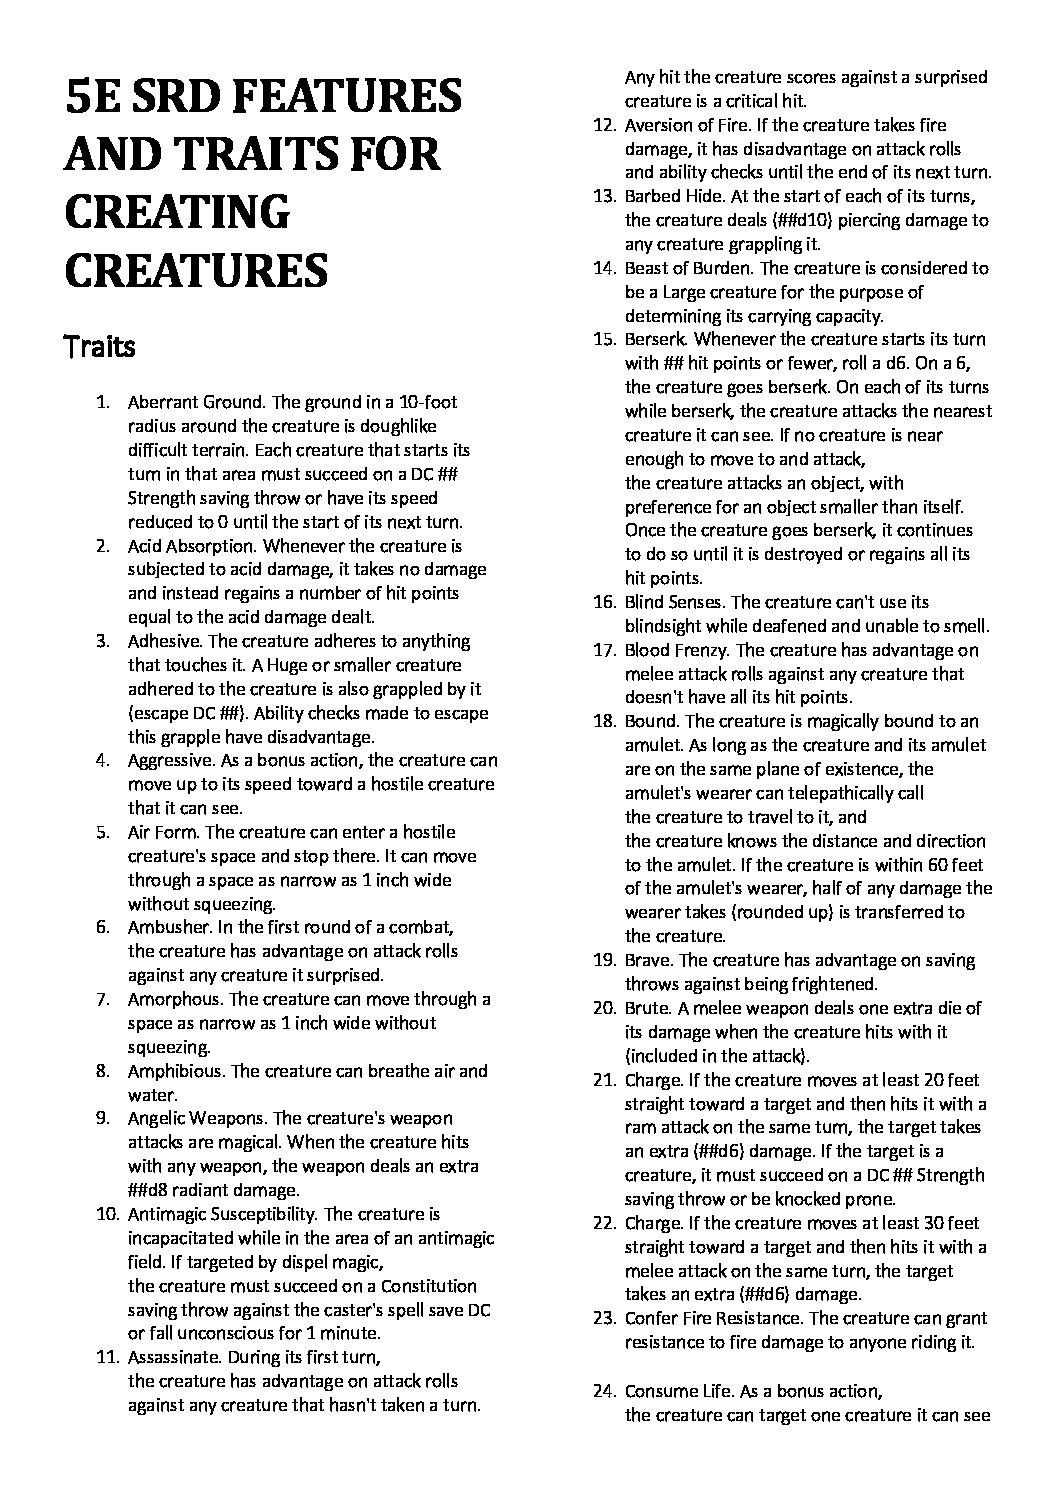 5E SRD FEATURES
AND TRAITS FOR
CREATING
CREATURES
Traits
1. Aberrant Ground. The ground in a 10-foot
radius around the creature is doughlike
difficult terrain. Each creature that starts its
turn in that area must succeed on a DC ##
Strength saving throw or have its speed
reduced to 0 until the start of its next turn.
2. Acid Absorption. Whenever the creature is
subjected to acid damage, it takes no damage
and instead regains a number of hit points
equal to the acid damage dealt.
3. Adhesive. The creature adheres to anything
that touches it. A Huge or smaller creature
adhered to the creature is also grappled by it
(escape DC ##). Ability checks made to escape
this grapple have disadvantage.
4. Aggressive. As a bonus action, the creature can
move up to its speed toward a hostile creature
that it can see.
5. Air Form. The creature can enter a hostile
creature's space and stop there. It can move
through a space as narrow as 1 inch wide
without squeezing.
6. Ambusher. In the first round of a combat,
the creature has advantage on attack rolls
against any creature it surprised.
7. Amorphous. The creature can move through a
space as narrow as 1 inch wide without
squeezing.
8. Amphibious. The creature can breathe air and
water.
9. Angelic Weapons. The creature's weapon
attacks are magical. When the creature hits
with any weapon, the weapon deals an extra
##d8 radiant damage.
10. Antimagic Susceptibility. The creature is
incapacitated while in the area of an antimagic
field. If targeted by dispel magic,
the creature must succeed on a Constitution
saving throw against the caster's spell save DC
or fall unconscious for 1 minute.
11. Assassinate. During its first turn,
the creature has advantage on attack rolls
against any creature that hasn't taken a turn.
Any hit the creature scores against a surprised
creature is a critical hit.
12. Aversion of Fire. If the creature takes fire
damage, it has disadvantage on attack rolls
and ability checks until the end of its next turn.
13. Barbed Hide. At the start of each of its turns,
the creature deals (##d10) piercing damage to
any creature grappling it.
14. Beast of Burden. The creature is considered to
be a Large creature for the purpose of
determining its carrying capacity.
15. Berserk. Whenever the creature starts its turn
with ## hit points or fewer, roll a d6. On a 6,
the creature goes berserk. On each of its turns
while berserk, the creature attacks the nearest
creature it can see. If no creature is near
enough to move to and attack,
the creature attacks an object, with
preference for an object smaller than itself.
Once the creature goes berserk, it continues
to do so until it is destroyed or regains all its
hit points.
16. Blind Senses. The creature can't use its
blindsight while deafened and unable to smell.
17. Blood Frenzy. The creature has advantage on
melee attack rolls against any creature that
doesn't have all its hit points.
18. Bound. The creature is magically bound to an
amulet. As long as the creature and its amulet
are on the same plane of existence, the
amulet's wearer can telepathically call
the creature to travel to it, and
the creature knows the distance and direction
to the amulet. If the creature is within 60 feet
of the amulet's wearer, half of any damage the
wearer takes (rounded up) is transferred to
the creature.
19. Brave. The creature has advantage on saving
throws against being frightened.
20. Brute. A melee weapon deals one extra die of
its damage when the creature hits with it
(included in the attack).
21. Charge. If the creature moves at least 20 feet
straight toward a target and then hits it with a
ram attack on the same turn, the target takes
an extra (##d6) damage. If the target is a
creature, it must succeed on a DC ## Strength
saving throw or be knocked prone.
22. Charge. If the creature moves at least 30 feet
straight toward a target and then hits it with a
melee attack on the same turn, the target
takes an extra (##d6) damage.
23. Confer Fire Resistance. The creature can grant
resistance to fire damage to anyone riding it.
24. Consume Life. As a bonus action,
the creature can target one creature it can see